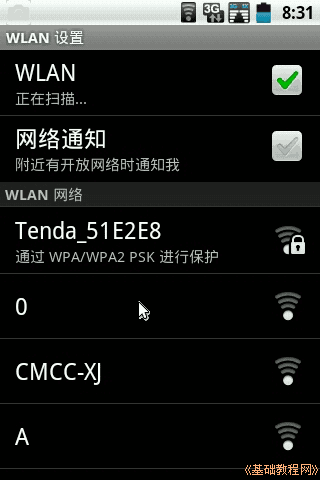 3G 8:31
WLAN 设置
WLAN
正在扫描...
网络通知
附近有开放网络时通知我
WLAN 网络
Tenda_51E2E8
通过 WPA/WPA2 PSK 进行保护
0
CMCC-XJ
A
《基础教程网》